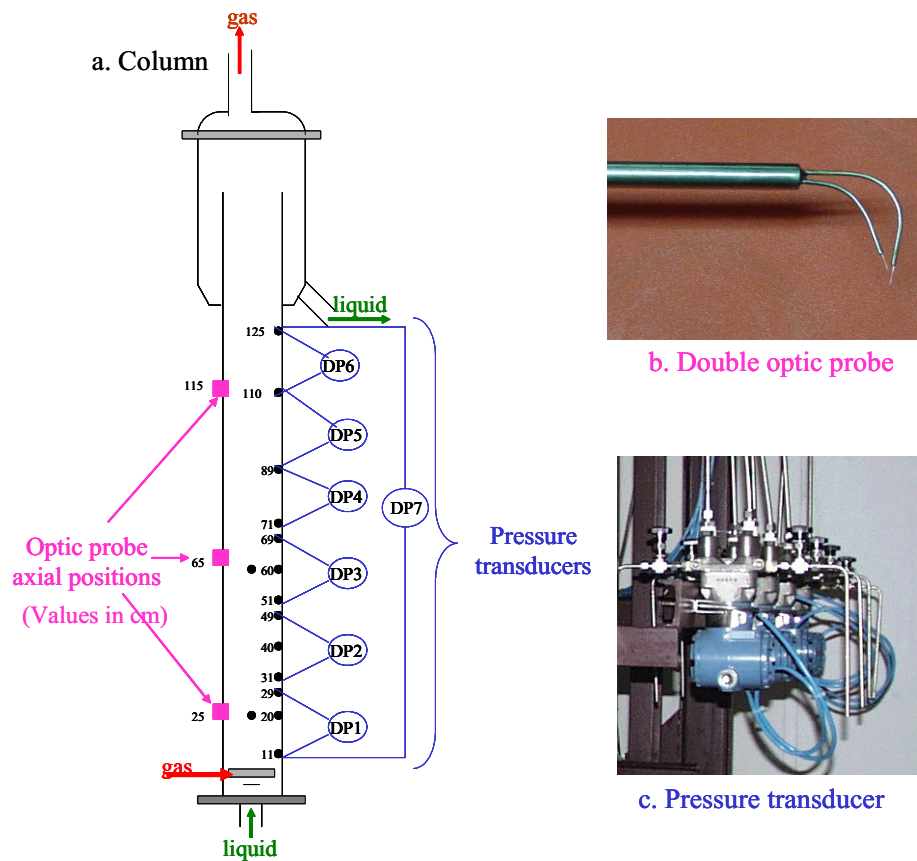 gas
a. Column
liquid
125
DP6
115
110
DP5
b. Double optic probe
89
DP4
DP7
71
69
Optic probe
axial positions
(Values in cm)
65
60
DP3
Pressure
transducers
51
49
40
DP2
31
29
25
20
DP1
11
gas
c. Pressure transducer
liquid